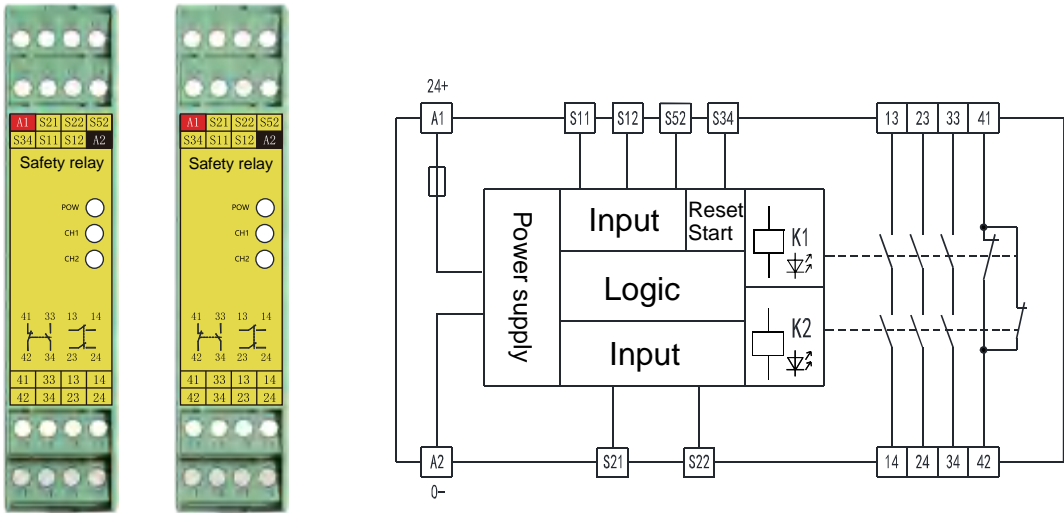 A1 S21 S22 S52
S34 S11 S12 A2
Safety relay
POW
CH1
CH2
41 33 13 14
42 34 23 24
41 33 13 14
42 34 23 24
A1 S21 S22 S52
S34 S11 S12 A2
Safety relay
POW
CH1
CH2
41 33 13 14
42 34 23 24
41 33 13 14
42 34 23 24
24+
A1 S11 S12 S52 S34 13 23 33 41
Power supply
Input
Reset
Start
Logic
Input
K1
K2
A2 S21 S22 14 24 34 42
0-